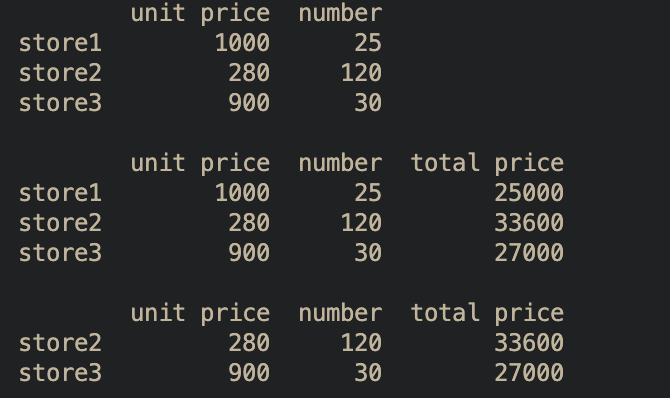 unit price number
store1 1000 25
store2 280 120
store3 900 30
unit price number total price
store1 1000 25 25000
store2 280 120 33600
store3 900 30 27000
unit price number total price
store2 280 120 33600
store3 900 30 27000